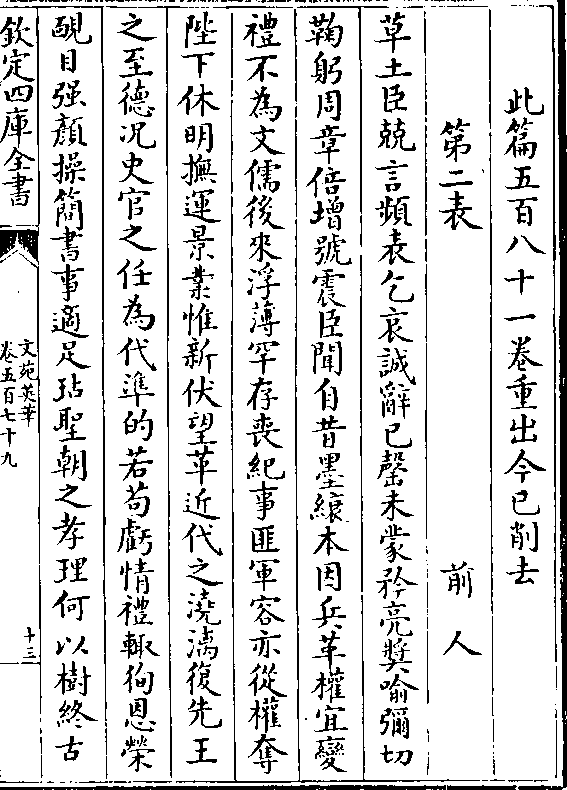 此篇五百八十一卷重出今已削去
第二表　前人
草土臣兢言頻表乞哀誠辭已罄未蒙矜亮奬喻彌切
鞠躬周章倍增號震臣聞自昔墨縗本因兵革權宜變
禮不為文儒後來浮薄罕存喪紀事匪軍容亦從權奪
陛下休明撫運景業惟新伏望革近代之澆漓復先王
之至德况史官之任為代準的若苟虧情禮輙徇恩榮
靦目强顔操簡書事適足玷聖朝之孝理何以樹終古
欽定四庫全書
文苑英華
卷五百七十九
十三